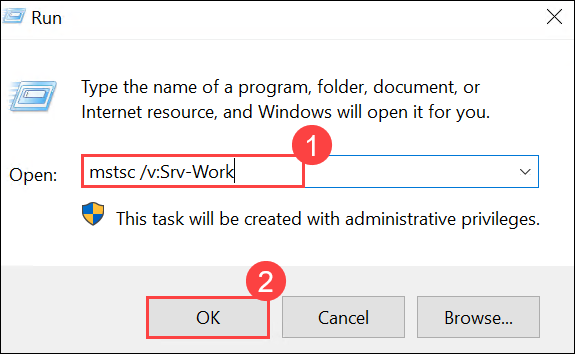 Run
Type the name of a program, folder, document, or
Internet resource, and Windows will open it for you.
1
Open: mstsc /v:Srv-Work
This task will be created with administrative privileges.
2
OK Cancel Browse...